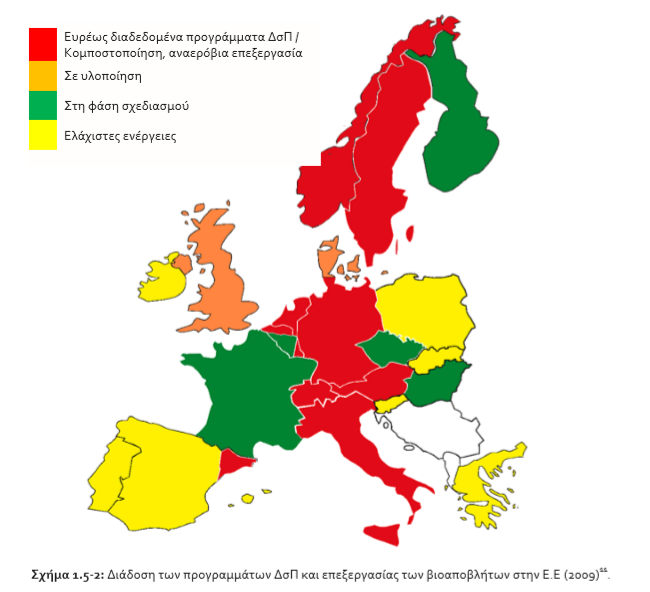 Ευρέως διαδεδομένα προγράμματα ΔσΠ /
Κομποστοποίηση, αναερόβια επεξεργασία
Σε υλοποίηση
Στη φάση σχεδιασμού
Ελάχιστες ενέργειες
Σχήμα 1.5-2: Διάδοση των προγραμμάτων ΔσΠ και επεξεργασίας των βιοαποβλήτων στην Ε.Ε (2009)